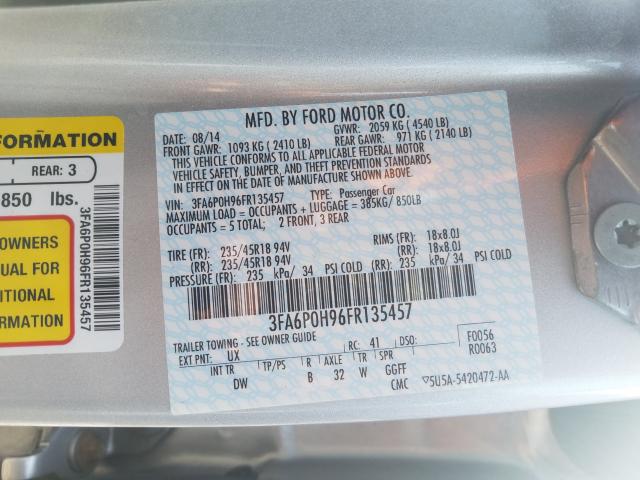 FORMATION
REAR: 3
850 lbs.
OWNERS
UAL FOR
ITIONAL
FORMATION
3FA6P0H96FR135457
MFD. BY FORD MOTOR CO.
DATE: 08/14 GVWR: 2059 KG ( 4540 LB)
FRONT GAWR: 1093 KG ( 2410 LB) REAR GAWR: 971 KG ( 2140 LB)
THIS VEHICLE CONFORMS TO ALL APPLICABLE FEDERAL MOTOR
VEHICLE SAFETY, BUMPER, AND THEFT PREVENTION STANDARDS
IN EFFECT ON THE DATE OF MANUFACTURE SHOWN ABOVE.
VIN: 3FA6P0H96FR135457 TYPE: Passenger Car
MAXIMUM LOAD = OCCUPANTS + LUGGAGE = 385KG/ 850LB
OCCUPANTS = 5 TOTAL; 2 FRONT, 3 REAR
TIRE (FR): 235/45R18 94V RIMS (FR): 18x8.0J
(RR): 235/45R18 94V (RR): 18x8.0J
PRESSURE (FR): 235 kPa/ 34 PSI COLD (RR): 235 kPa/ 34 PSI COLD
3FA6P0H96FR135457
TRAILER TOWING - SEE OWNER GUIDE F0056
EXT PNT: UX RC: 41 DSO: R0063
INT TR TP/PS R AXLE TR SPR
DW B 32 W GGFF
CMC ▽5U5A-5420472-AA